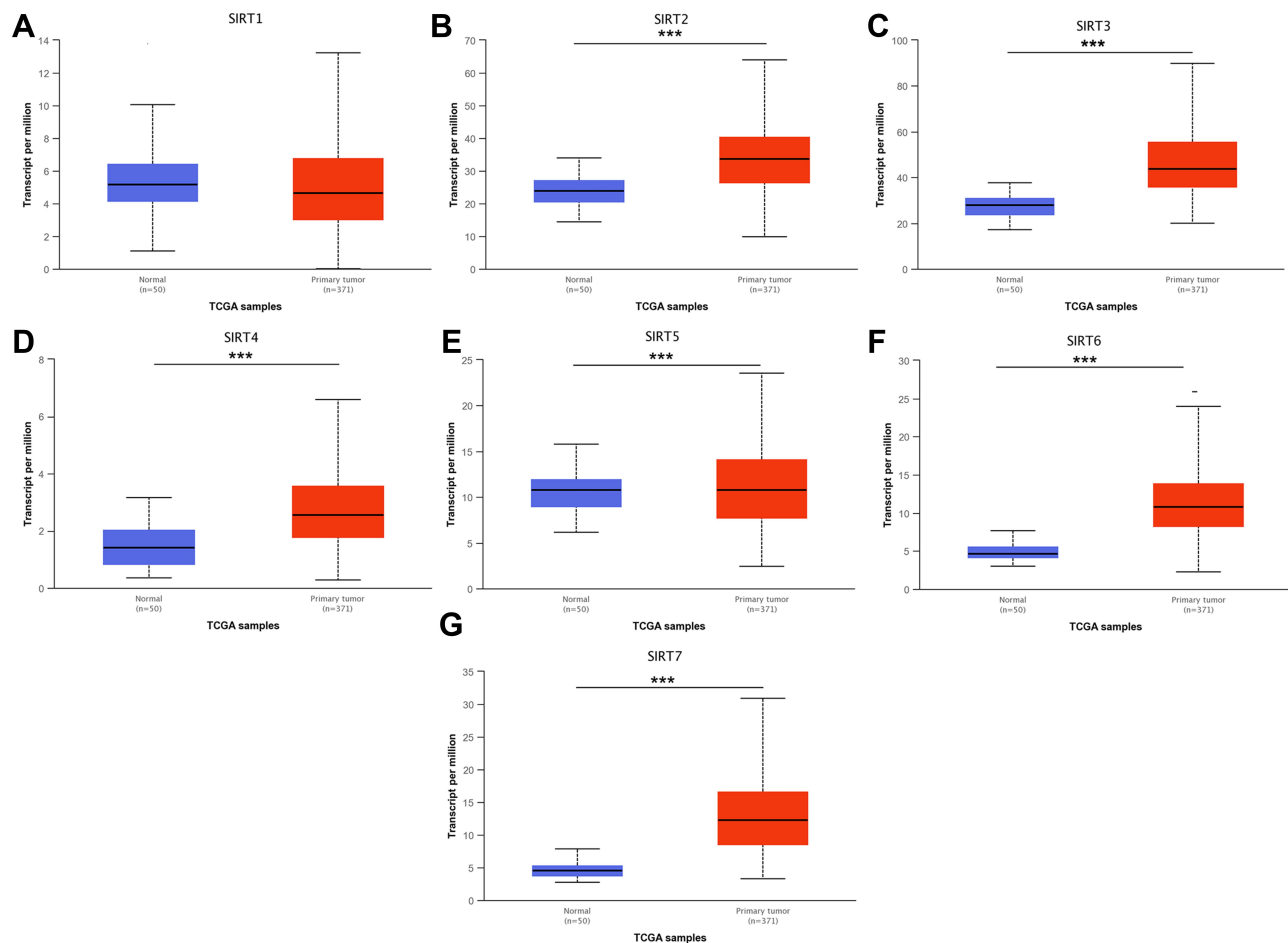 A
SIRT1
Transcript per million
14
12
10
8
6
4
2
0
Normal
(n=50)
Primary tumor
(n=371)
TCGA samples
B
SIRT2
***
Transcript per million
70
60
50
40
30
20
10
0
Normal
(n=50)
Primary tumor
(n=371)
TCGA samples
C
SIRT3
***
Transcript per million
100
80
60
40
20
0
Normal
(n=50)
Primary tumor
(n=371)
TCGA samples
D
SIRT4
***
Transcript per million
8
6
4
2
0
Normal
(n=50)
Primary tumor
(n=371)
TCGA samples
E
SIRT5
***
Transcript per million
25
20
15
10
5
0
Normal
(n=50)
Primary tumor
(n=371)
TCGA samples
F
SIRT6
***
Transcript per million
30
25
20
15
10
5
0
Normal
(n=50)
Primary tumor
(n=371)
TCGA samples
G
SIRT7
***
Transcript per million
35
30
25
20
15
10
5
0
Normal
(n=50)
Primary tumor
(n=371)
TCGA samples